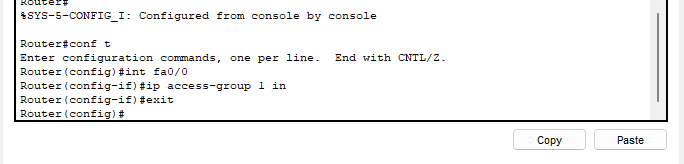 Router#
%SYS-5-CONFIG_I: Configured from console by console
Router#conf t
Enter configuration commands, one per line.  End with CNTL/Z.
Router(config)#int fa0/0
Router(config-if)#ip access-group 1 in
Router(config-if)#exit
Router(config)#
Copy
Paste